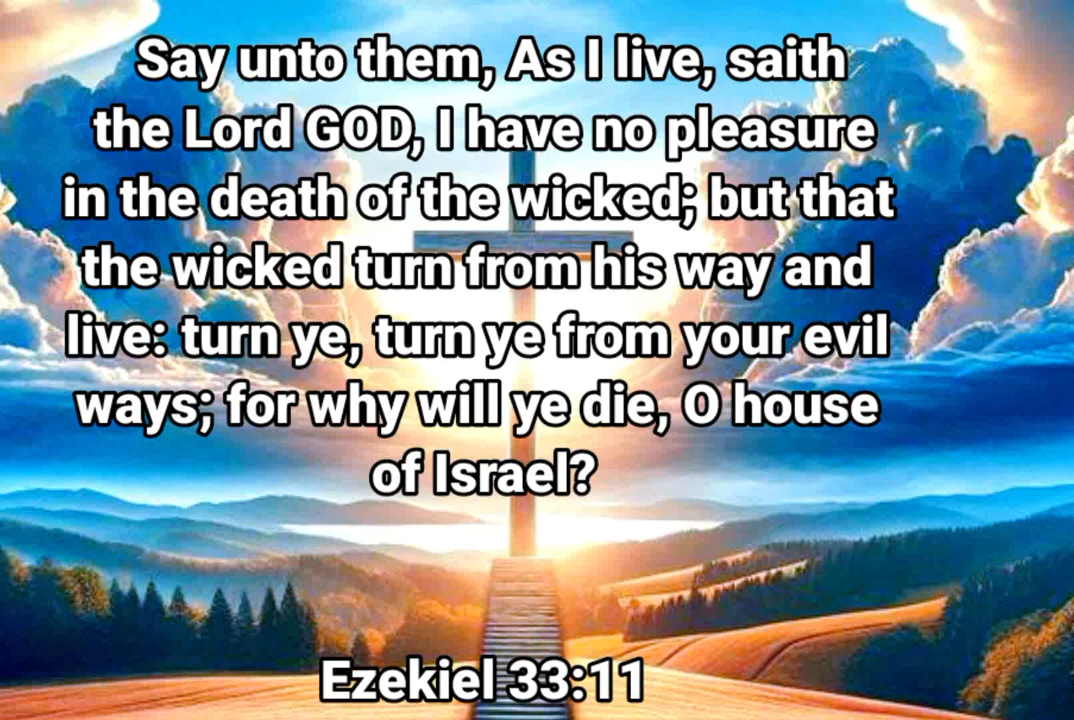 Say unto them, As I live, saith
the Lord GOD, I have no pleasure
in the death of the wicked; but that
the wicked turn from his way and
live: turn ye, turn ye from your evil
ways; for why will ye die, O house
of Israel?
Ezekiel 33:11